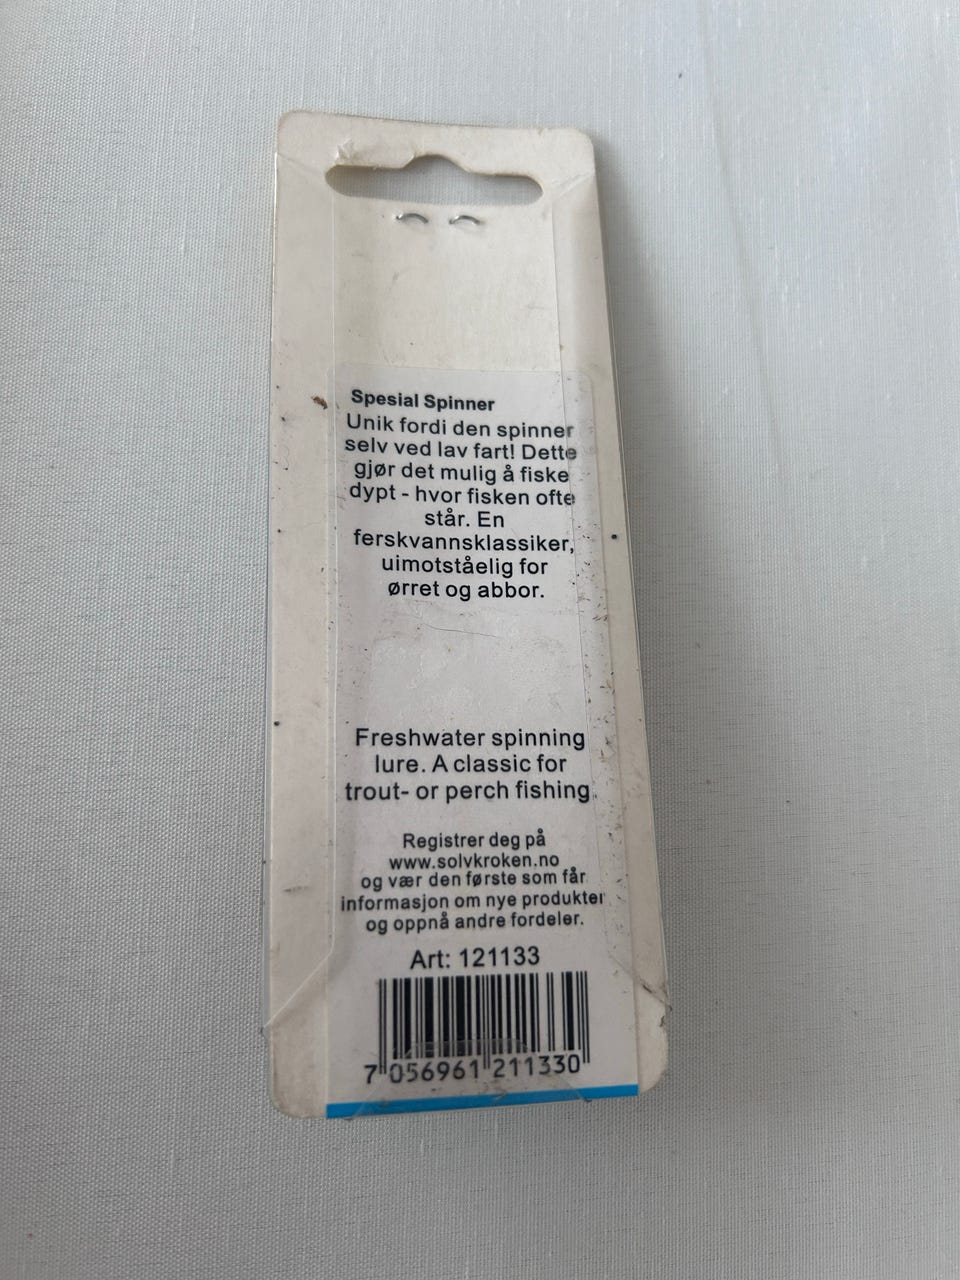 Spesial Spinner
Unik fordi den spinner
selv ved lav fart! Dette
gjør det mulig å fiske
dypt - hvor fisken ofte
står. En
ferskvannsklassiker,
uimotståelig for
ørret og abbor.
Freshwater spinning
lure. A classic for
trout- or perch fishing.
Registrer deg på
www.solvkroken.no
og vær den første som får
informasjon om nye produkter
og oppnå andre fordeler.
Art: 121133
7 056961 211330